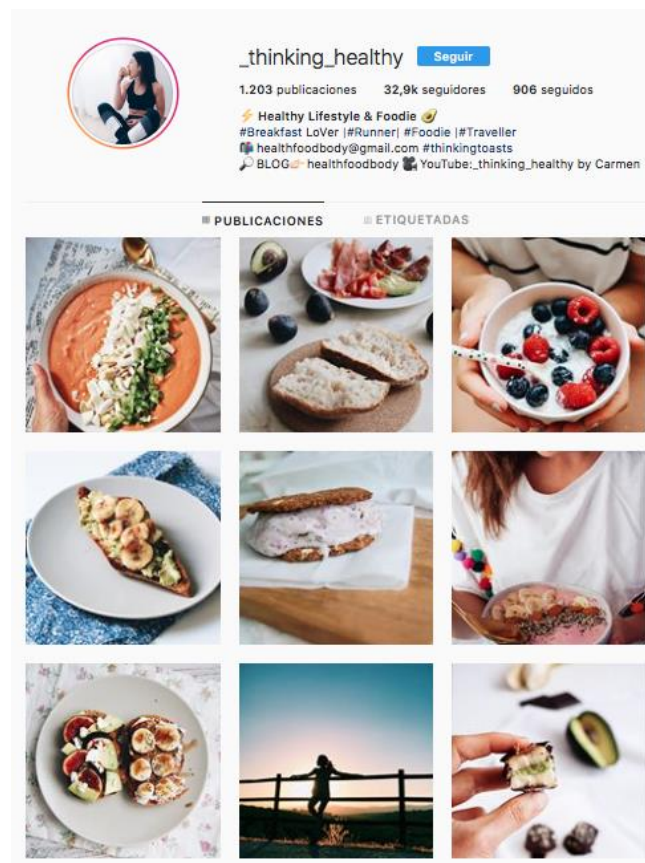 _thinking_healthy Seguir
1.203 publicaciones 32,9k seguidores 906 seguidos
⚡ Healthy Lifestyle & Foodie 🥑
#Breakfast LoVer |#Runner| #Foodie |#Traveller
📬 healthfoodbody@gmail.com #thinkingtoasts
🔎 BLOG👉🏻 healthfoodbody 🎥 YouTube:_thinking_healthy by Carmen
PUBLICACIONES ETIQUETADAS